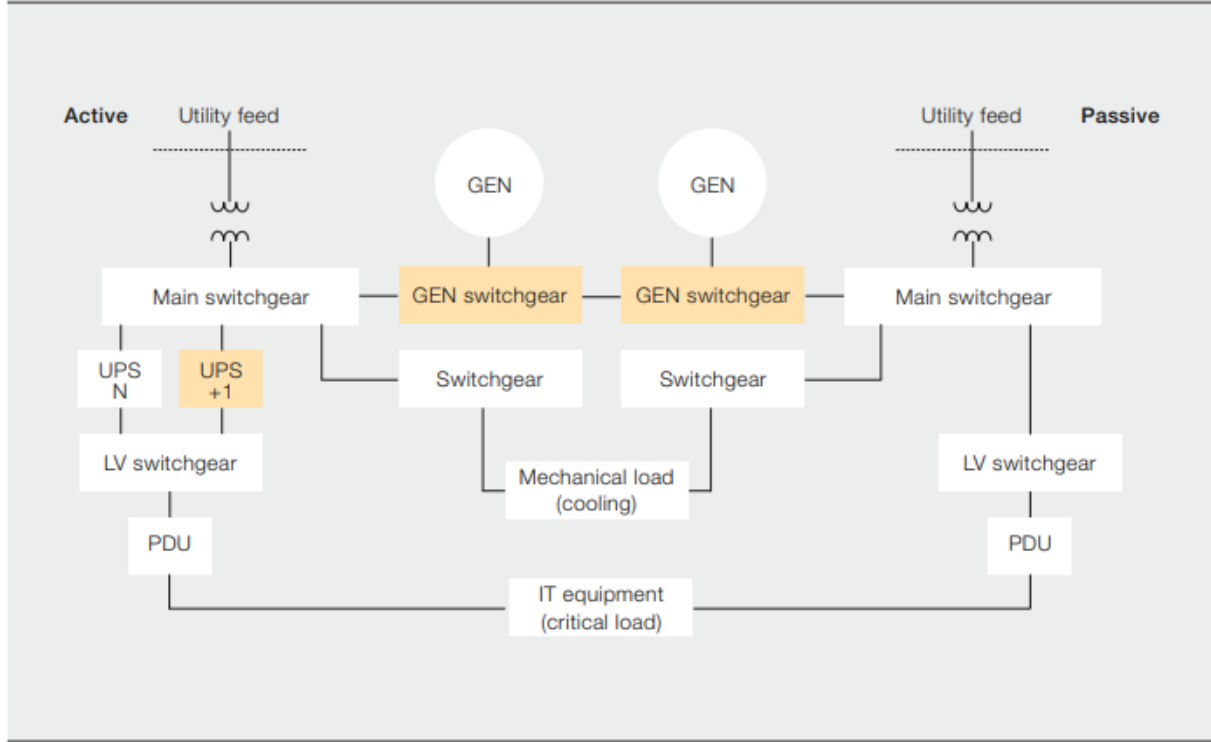 Active
Utility feed
Utility feed
Passive
GEN
GEN
Main switchgear
GEN switchgear
GEN switchgear
Main switchgear
UPS
N
UPS
+1
Switchgear
Switchgear
LV switchgear
Mechanical load
(cooling)
LV switchgear
PDU
PDU
IT equipment
(critical load)